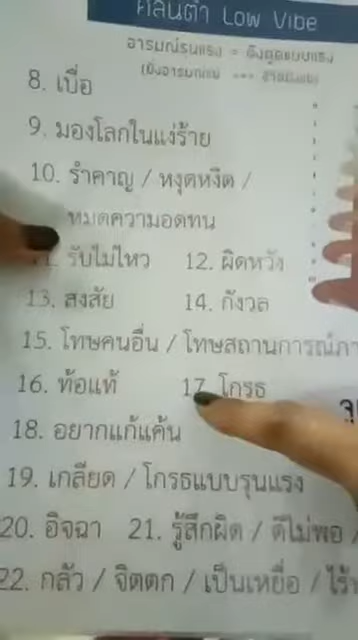 คลื่นต่ำ Low Vibe
อารมณ์รุนแรง = ดึงดูดแบบแรง
8. เบื่อ
9. มองโลกในแง่ร้าย
10. รำคาญ / หงุดหงิด /
หมดความอดทน
11. รับไม่ไหว 12. ผิดหวัง
13. สงสัย 14. กังวล
15. โทษคนอื่น / โทษสถานการณ์ภา
16. ท้อแท้ 17. โกรธ
18. อยากแก้แค้น
19. เกลียด / โกรธแบบรุนแรง
20. อิจฉา 21. รู้สึกผิด / ดีไม่พอ /
22. กลัว / จิตตก / เป็นเหยื่อ / ไร้